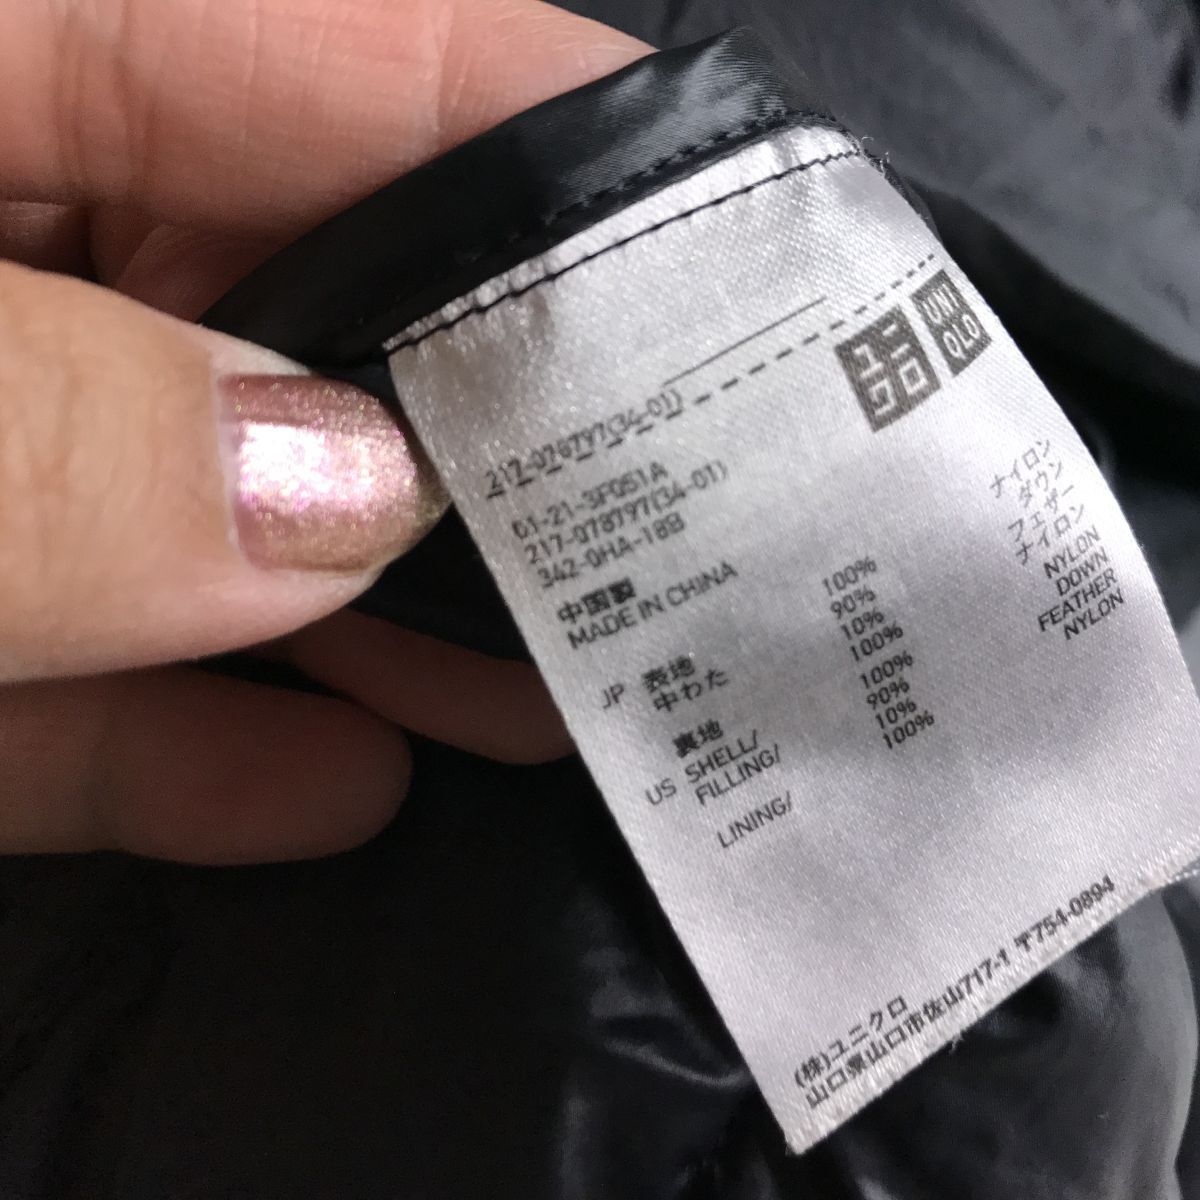 ユニ
クロ
UNI
QLO
217-078797(34-01)
61-21-3F051A
217-078797(34-01)
342-0HA-18B
中国製
MADE IN CHINA
JP 表地 100% ナイロン
中わた 90% ダウン
10% フェザー
裏地 100% ナイロン
US SHELL/ 100% NYLON
FILLING/ 90% DOWN
10% FEATHER
LINING/ 100% NYLON
(株)ユニクロ
山口県山口市佐山717-1 〒754-0894